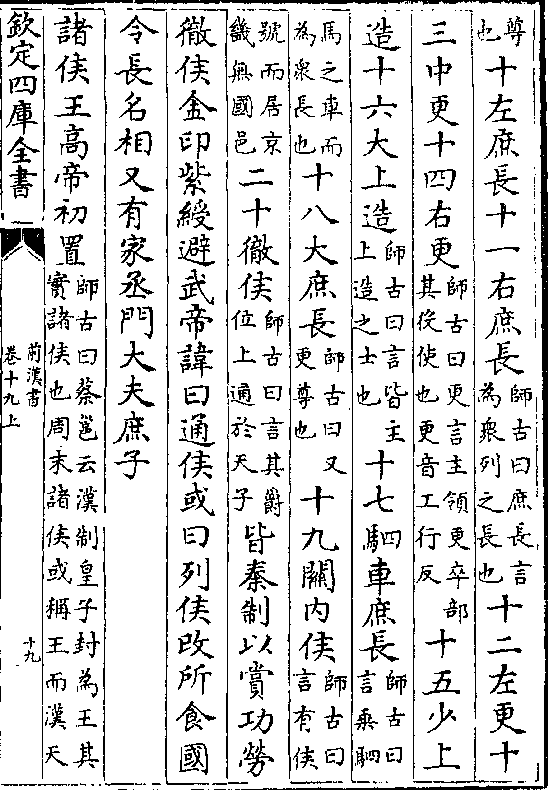 尊也十左庶長十一右庶長師古曰庶長言為衆列之長也十二左更十
三中更十四右更師古曰更言主領更卒部其役使也更音工行反十五少上
造十六大上造師古曰言皆主上造之士也十七駟車庶長師古曰言乗駟
馬之車而為衆長也十八大庶長師古曰又更尊也十九關内侯師古曰言有侯
號而居京畿無國邑二十徹侯師古曰言其爵位上通於天子皆秦制以賞功勞
徹侯金印紫綬避武帝諱曰通侯或曰列侯改所食國
令長名相又有家丞門大夫庶子
諸侯王高帝初置師古曰蔡邕云漢制皇子封為王其實諸侯也周末諸侯或稱王而漢天
欽定四庫全書
前漢書
卷十九上
十九